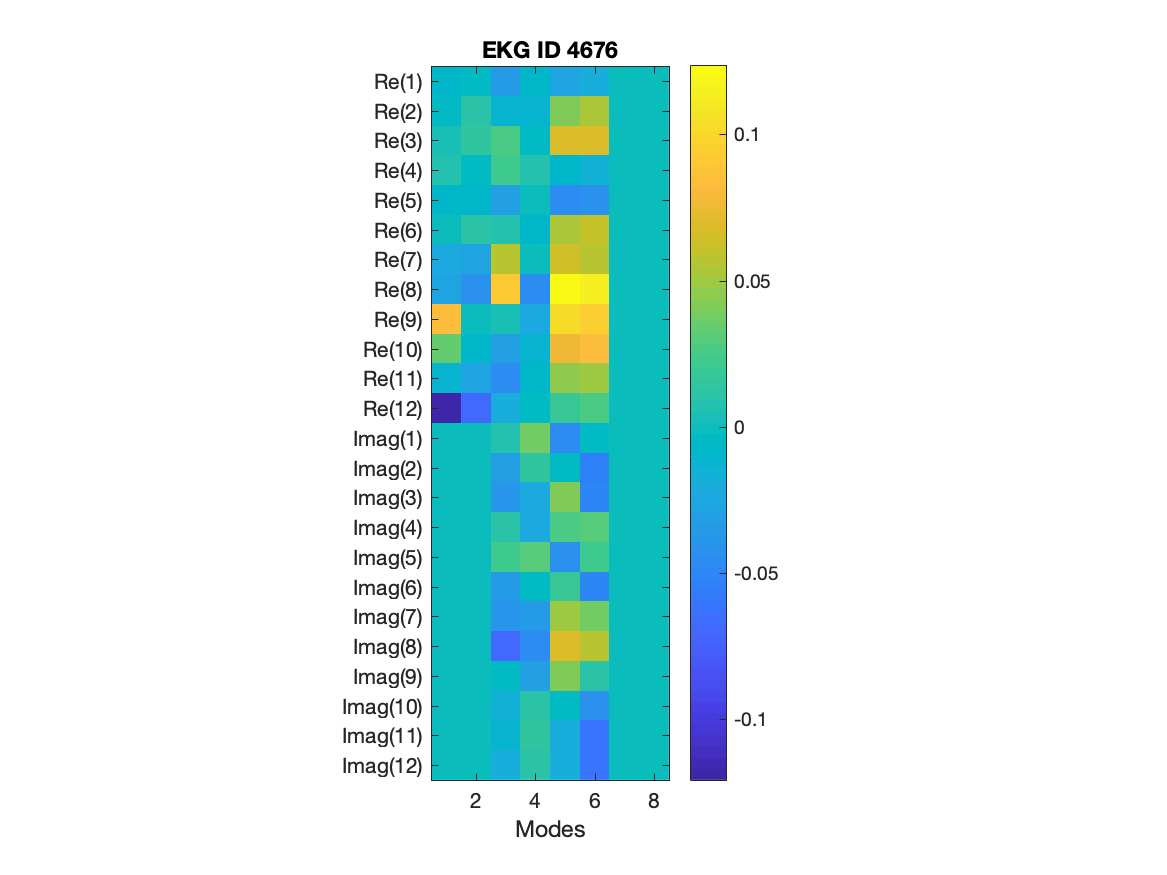 EKG ID 4676
Re(1)
Re(2)
Re(3)
Re(4)
Re(5)
Re(6)
Re(7)
Re(8)
Re(9)
Re(10)
Re(11)
Re(12)
Imag(1)
Imag(2)
Imag(3)
Imag(4)
Imag(5)
Imag(6)
Imag(7)
Imag(8)
Imag(9)
Imag(10)
Imag(11)
Imag(12)
2 4 6 8
Modes
0.1
0.05
0
-0.05
-0.1